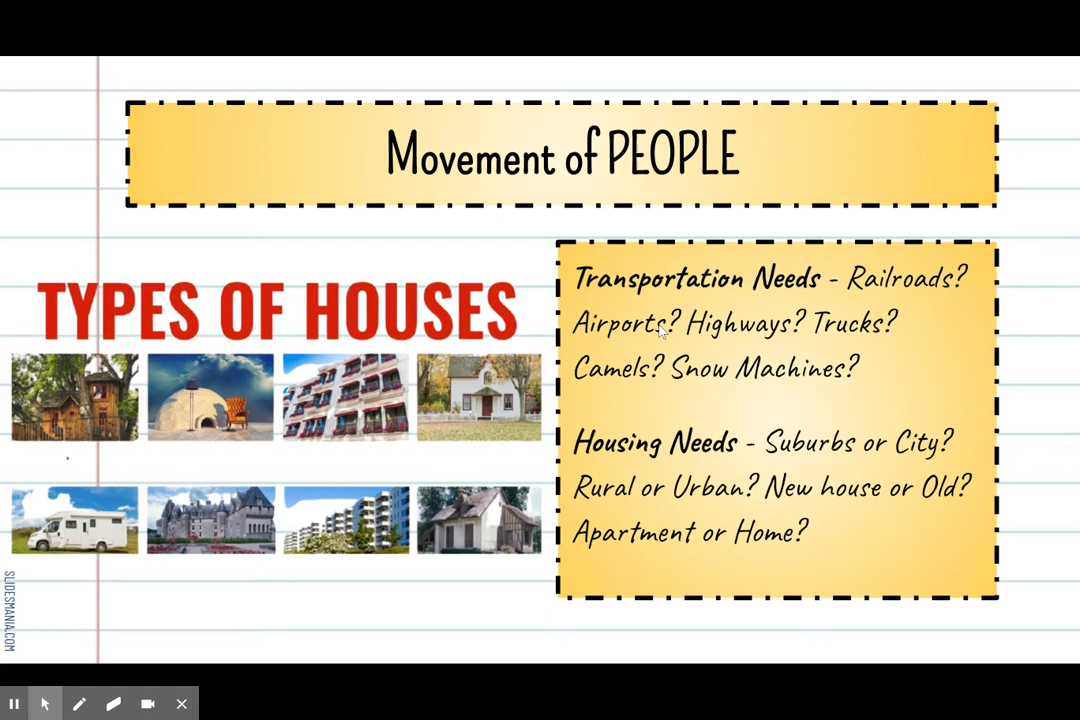 Movement of PEOPLE
TYPES OF HOUSES
Transportation Needs - Railroads?
Airports? Highways? Trucks?
Camels? Snow Machines?
Housing Needs - Suburbs or City?
Rural or Urban? New house or Old?
Apartment or Home?
SLIDESMANIA.COM